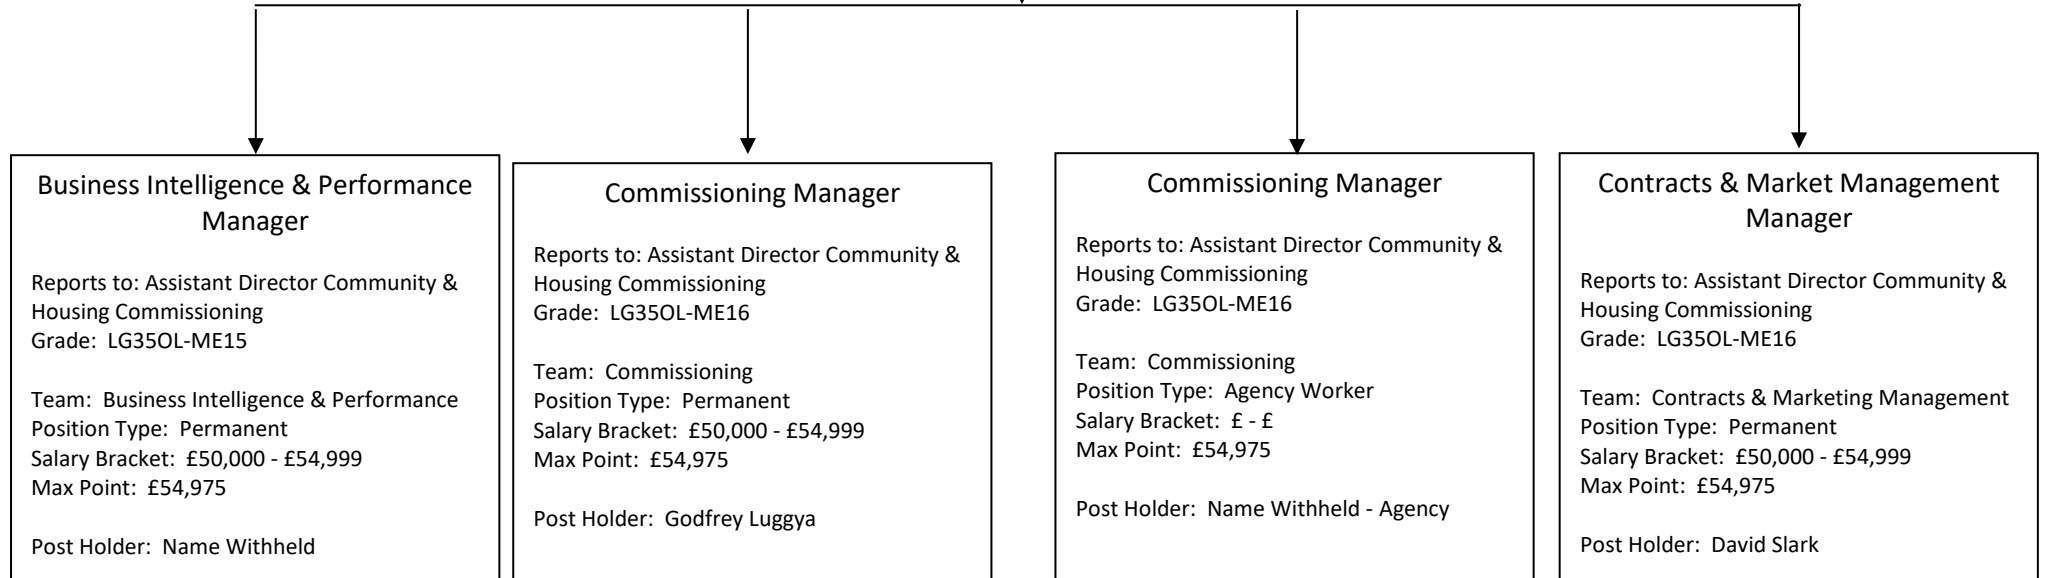 Business Intelligence & Performance
Manager
Reports to: Assistant Director Community &
Housing Commissioning
Grade:  LG35OL-ME15
Team:  Business Intelligence & Performance
Position Type:  Permanent
Salary Bracket:  £50,000 - £54,999
Max Point:  £54,975
Post Holder:  Name Withheld
Commissioning Manager
Reports to: Assistant Director Community &
Housing Commissioning
Grade:  LG35OL-ME16
Team:  Commissioning
Position Type:  Permanent
Salary Bracket:  £50,000 - £54,999
Max Point:  £54,975
Post Holder:  Godfrey Luggya
Commissioning Manager
Reports to: Assistant Director Community &
Housing Commissioning
Grade:  LG35OL-ME16
Team:  Commissioning
Position Type:  Agency Worker
Salary Bracket:  £ - £
Max Point:  £54,975
Post Holder:  Name Withheld - Agency
Contracts & Market Management
Manager
Reports to: Assistant Director Community &
Housing Commissioning
Grade:  LG35OL-ME16
Team:  Contracts & Marketing Management
Position Type:  Permanent
Salary Bracket:  £50,000 - £54,999
Max Point:  £54,975
Post Holder:  David Slark